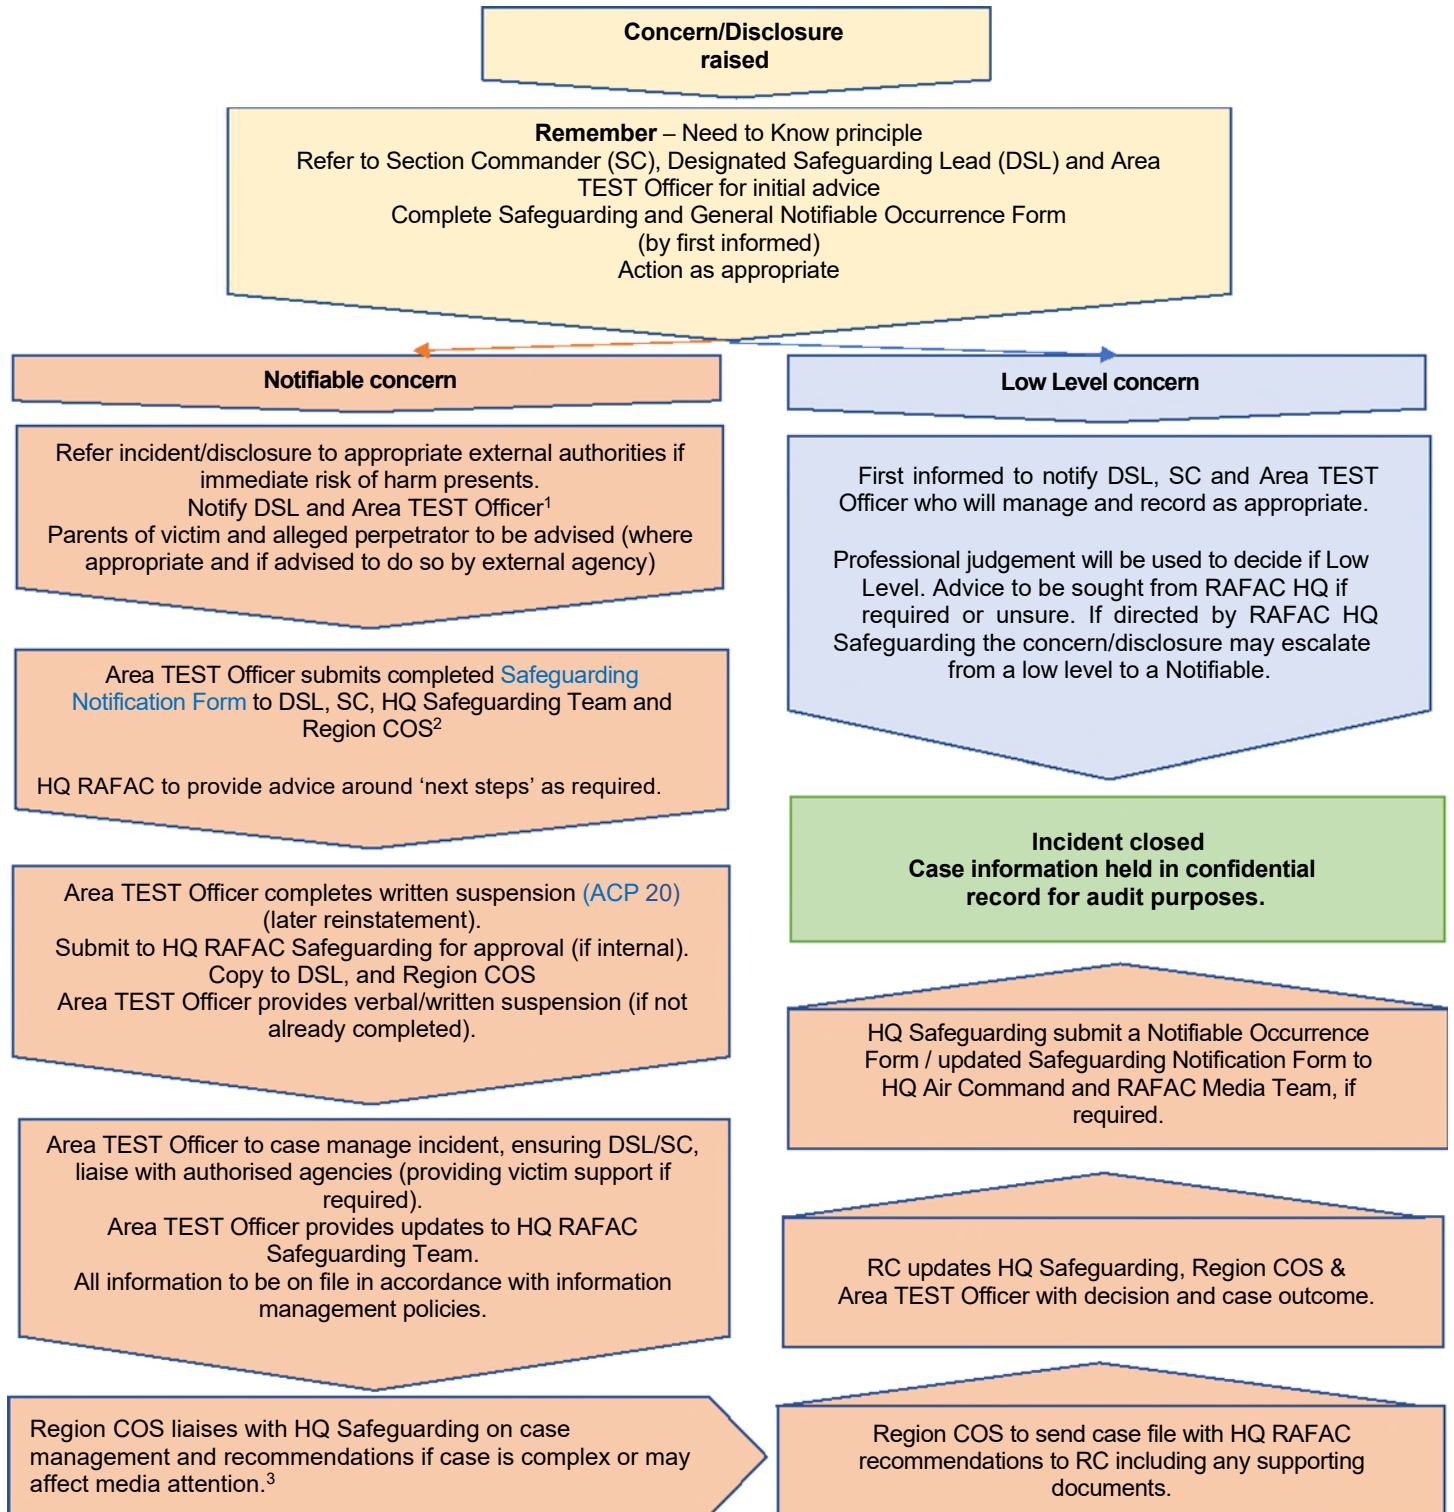 Concern/Disclosure
raised
Remember – Need to Know principle
Refer to Section Commander (SC), Designated Safeguarding Lead (DSL) and Area
TEST Officer for initial advice
Complete Safeguarding and General Notifiable Occurrence Form
(by first informed)
Action as appropriate
Notifiable concern
Refer incident/disclosure to appropriate external authorities if
immediate risk of harm presents.
Notify DSL and Area TEST Officer¹
Parents of victim and alleged perpetrator to be advised (where
appropriate and if advised to do so by external agency)
Area TEST Officer submits completed Safeguarding
Notification Form to DSL, SC, HQ Safeguarding Team and
Region COS²
HQ RAFAC to provide advice around ‘next steps’ as required.
Area TEST Officer completes written suspension (ACP 20)
(later reinstatement).
Submit to HQ RAFAC Safeguarding for approval (if internal).
Copy to DSL, and Region COS
Area TEST Officer provides verbal/written suspension (if not
already completed).
Area TEST Officer to case manage incident, ensuring DSL/SC,
liaise with authorised agencies (providing victim support if
required).
Area TEST Officer provides updates to HQ RAFAC
Safeguarding Team.
All information to be on file in accordance with information
management policies.
Region COS liaises with HQ Safeguarding on case
management and recommendations if case is complex or may
affect media attention.³
Low Level concern
First informed to notify DSL, SC and Area TEST
Officer who will manage and record as appropriate.
Professional judgement will be used to decide if Low
Level. Advice to be sought from RAFAC HQ if
required or unsure. If directed by RAFAC HQ
Safeguarding the concern/disclosure may escalate
from a low level to a Notifiable.
Incident closed
Case information held in confidential
record for audit purposes.
HQ Safeguarding submit a Notifiable Occurrence
Form / updated Safeguarding Notification Form to
HQ Air Command and RAFAC Media Team, if
required.
RC updates HQ Safeguarding, Region COS &
Area TEST Officer with decision and case outcome.
Region COS to send case file with HQ RAFAC
recommendations to RC including any supporting
documents.